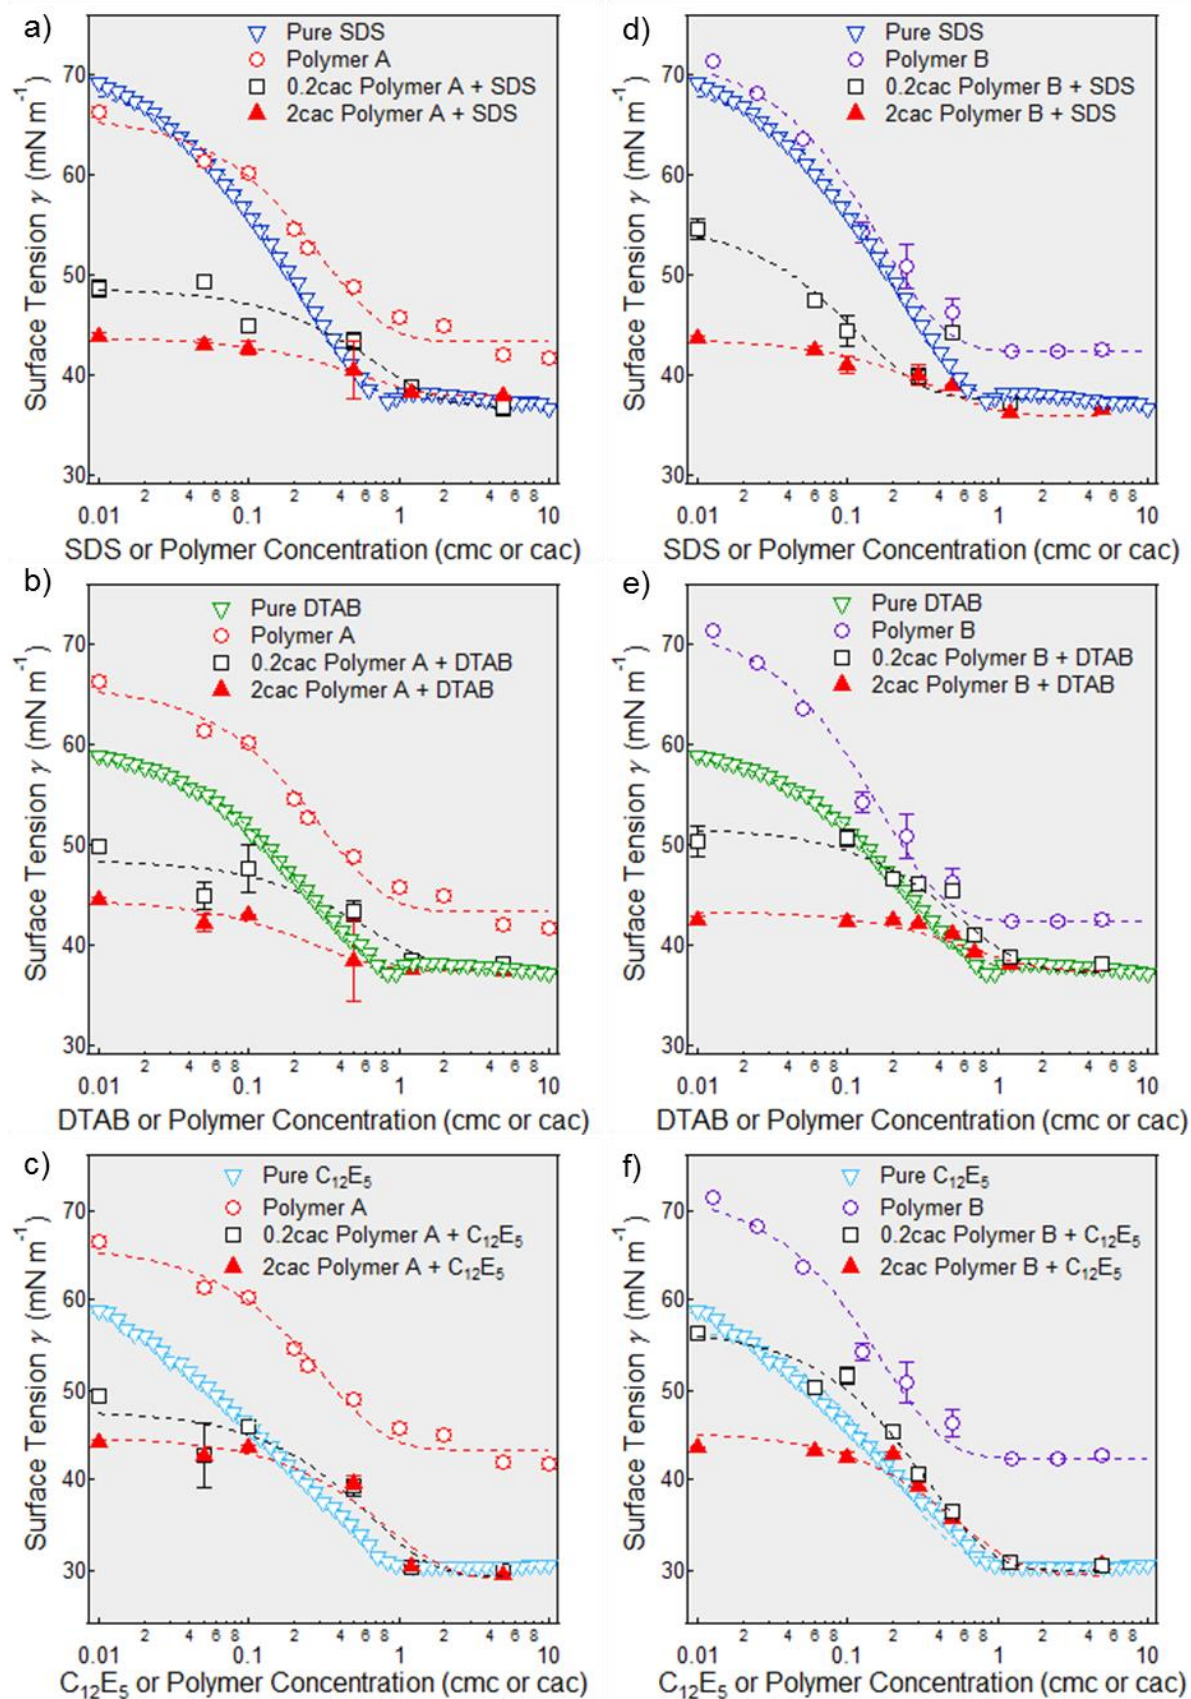 a)
Pure SDS
Polymer A
0.2cac Polymer A + SDS
2cac Polymer A + SDS
Surface Tension γ (mN m⁻¹)
70
60
50
40
30
2 4 6 8 2 4 6 8 2 4 6 8
0.01 0.1 1 10
SDS or Polymer Concentration (cmc or cac)
d)
Pure SDS
Polymer B
0.2cac Polymer B + SDS
2cac Polymer B + SDS
Surface Tension γ (mN m⁻¹)
70
60
50
40
30
2 4 6 8 2 4 6 8 2 4 6 8
0.01 0.1 1 10
SDS or Polymer Concentration (cmc or cac)
b)
Pure DTAB
Polymer A
0.2cac Polymer A + DTAB
2cac Polymer A + DTAB
Surface Tension γ (mN m⁻¹)
70
60
50
40
30
2 4 6 8 2 4 6 8 2 4 6 8
0.01 0.1 1 10
DTAB or Polymer Concentration (cmc or cac)
e)
Pure DTAB
Polymer B
0.2cac Polymer B + DTAB
2cac Polymer B + DTAB
Surface Tension γ (mN m⁻¹)
70
60
50
40
30
2 4 6 8 2 4 6 8 2 4 6 8
0.01 0.1 1 10
DTAB or Polymer Concentration (cmc or cac)
c)
Pure C₁₂E₅
Polymer A
0.2cac Polymer A + C₁₂E₅
2cac Polymer A + C₁₂E₅
Surface Tension γ (mN m⁻¹)
70
60
50
40
30
2 4 6 8 2 4 6 8 2 4 6 8
0.01 0.1 1 10
C₁₂E₅ or Polymer Concentration (cmc or cac)
f)
Pure C₁₂E₅
Polymer B
0.2cac Polymer B + C₁₂E₅
2cac Polymer B + C₁₂E₅
Surface Tension γ (mN m⁻¹)
70
60
50
40
30
2 4 6 8 2 4 6 8 2 4 6 8
0.01 0.1 1 10
C₁₂E₅ or Polymer Concentration (cmc or cac)